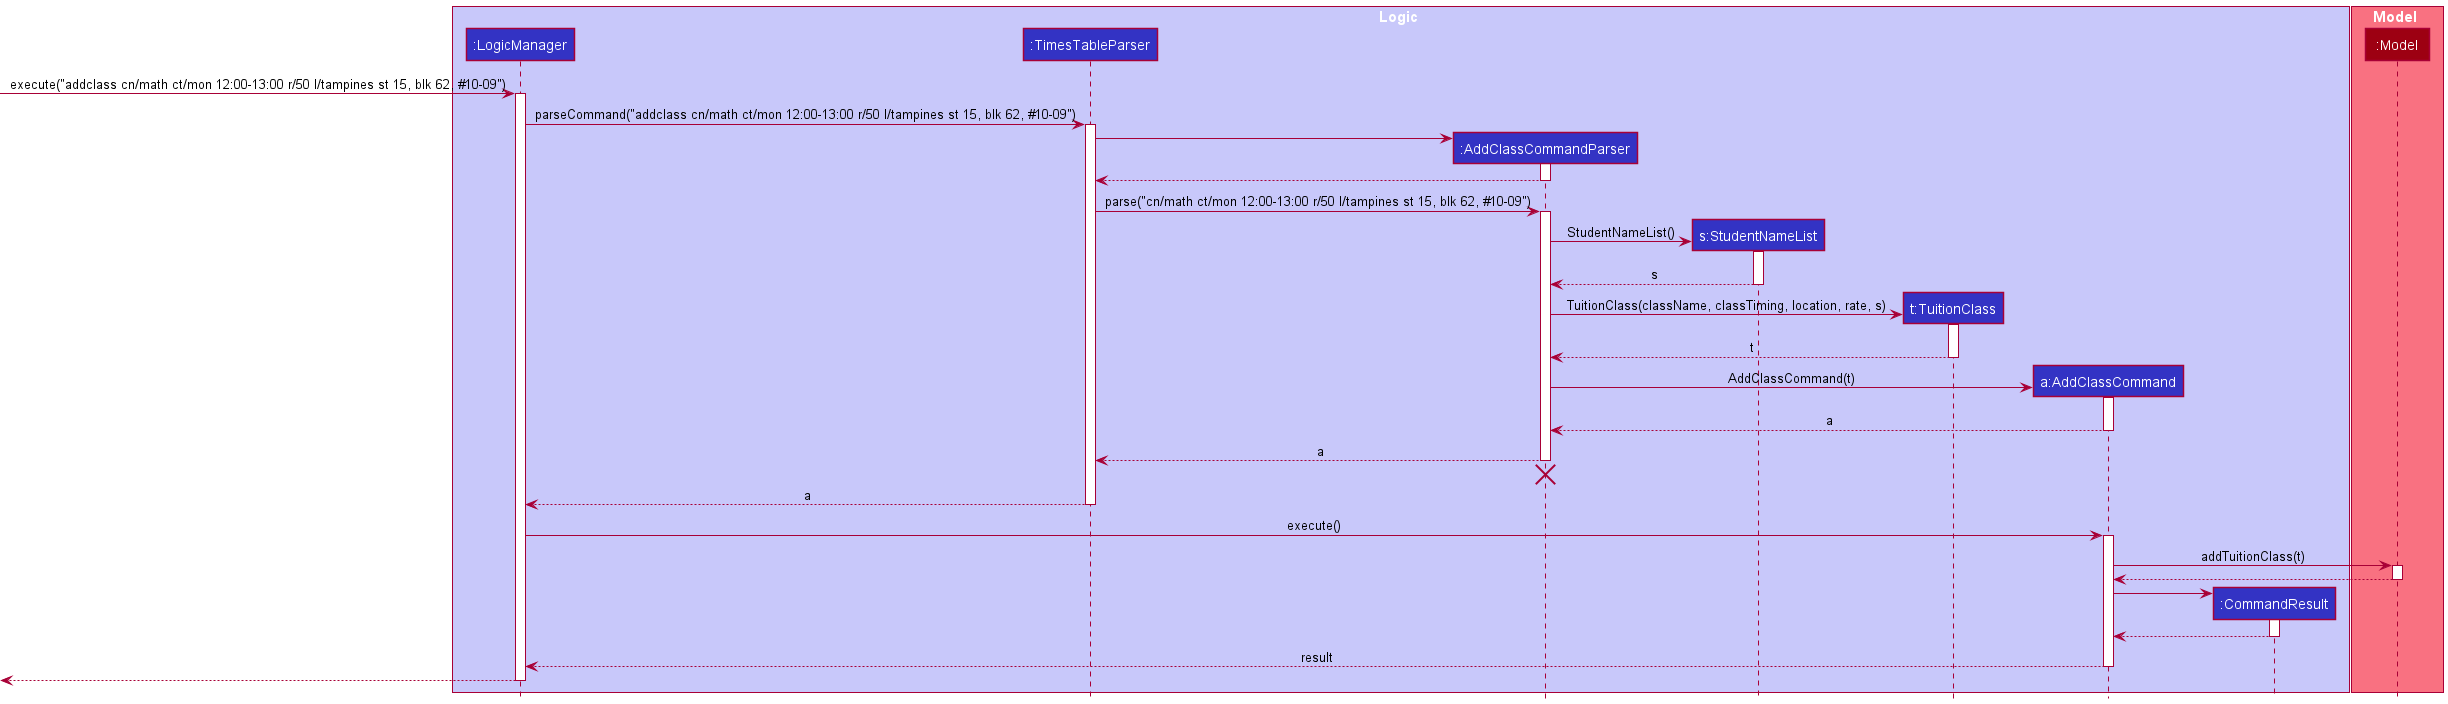 Logic
Model
:LogicManager
:TimesTableParser
:Model
execute("addclass cn/math ct/mon 12:00-13:00 r/50 l/tampines st 15, blk 62, #10-09")
parseCommand("addclass cn/math ct/mon 12:00-13:00 r/50 l/tampines st 15, blk 62, #10-09")
:AddClassCommandParser
parse("cn/math ct/mon 12:00-13:00 r/50 l/tampines st 15, blk 62, #10-09")
StudentNameList()
s:StudentNameList
s
TuitionClass(className, classTiming, location, rate, s)
t:TuitionClass
t
AddClassCommand(t)
a:AddClassCommand
a
a
a
execute()
addTuitionClass(t)
:CommandResult
result